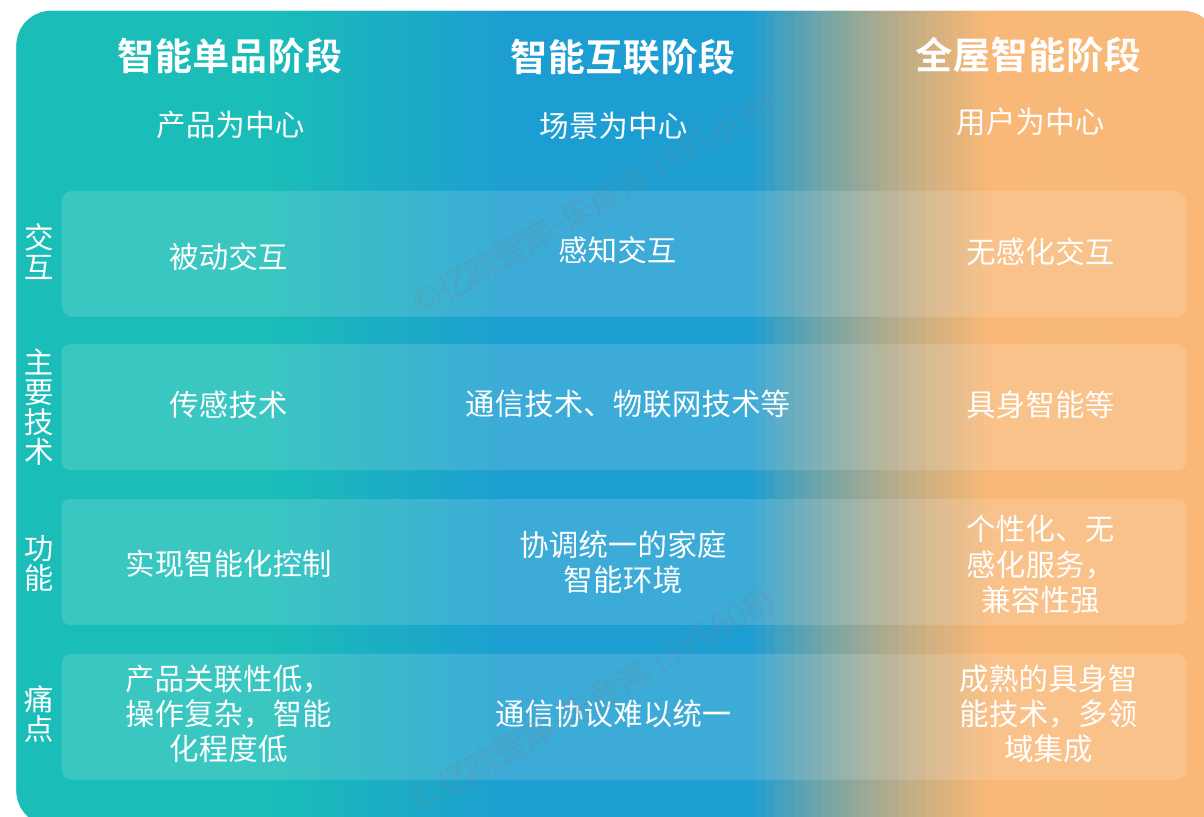 智能单品阶段
智能互联阶段
全屋智能阶段
产品为中心
场景为中心
用户为中心
交互
被动交互
感知交互
无感化交互
主要技术
传感技术
通信技术、物联网技术等
具身智能等
功能
实现智能化控制
协调统一的家庭
智能环境
个性化、无
感化服务，
兼容性强
痛点
产品关联性低，
操作复杂，智能
化程度低
通信协议难以统一
成熟的具身智
能技术，多领
域集成